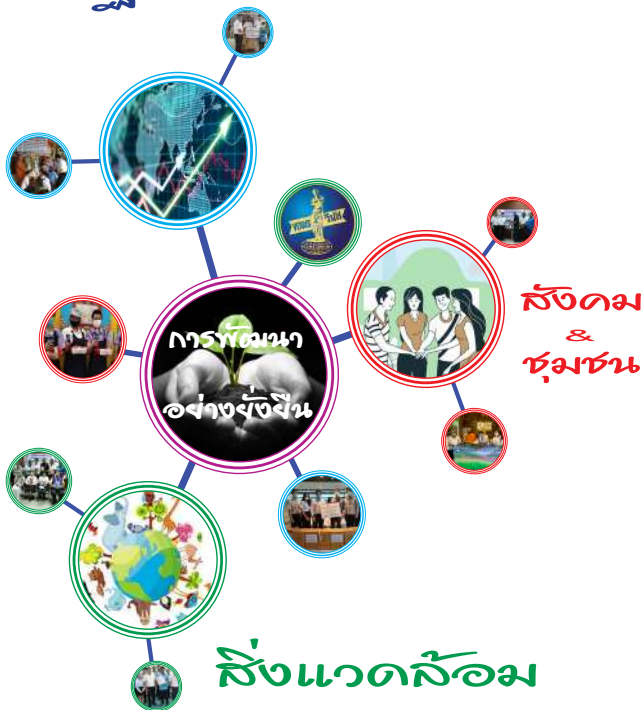 การพัฒนา
อย่างยั่งยืน
สังคม
&
ชุมชน
สิ่งแวดล้อม